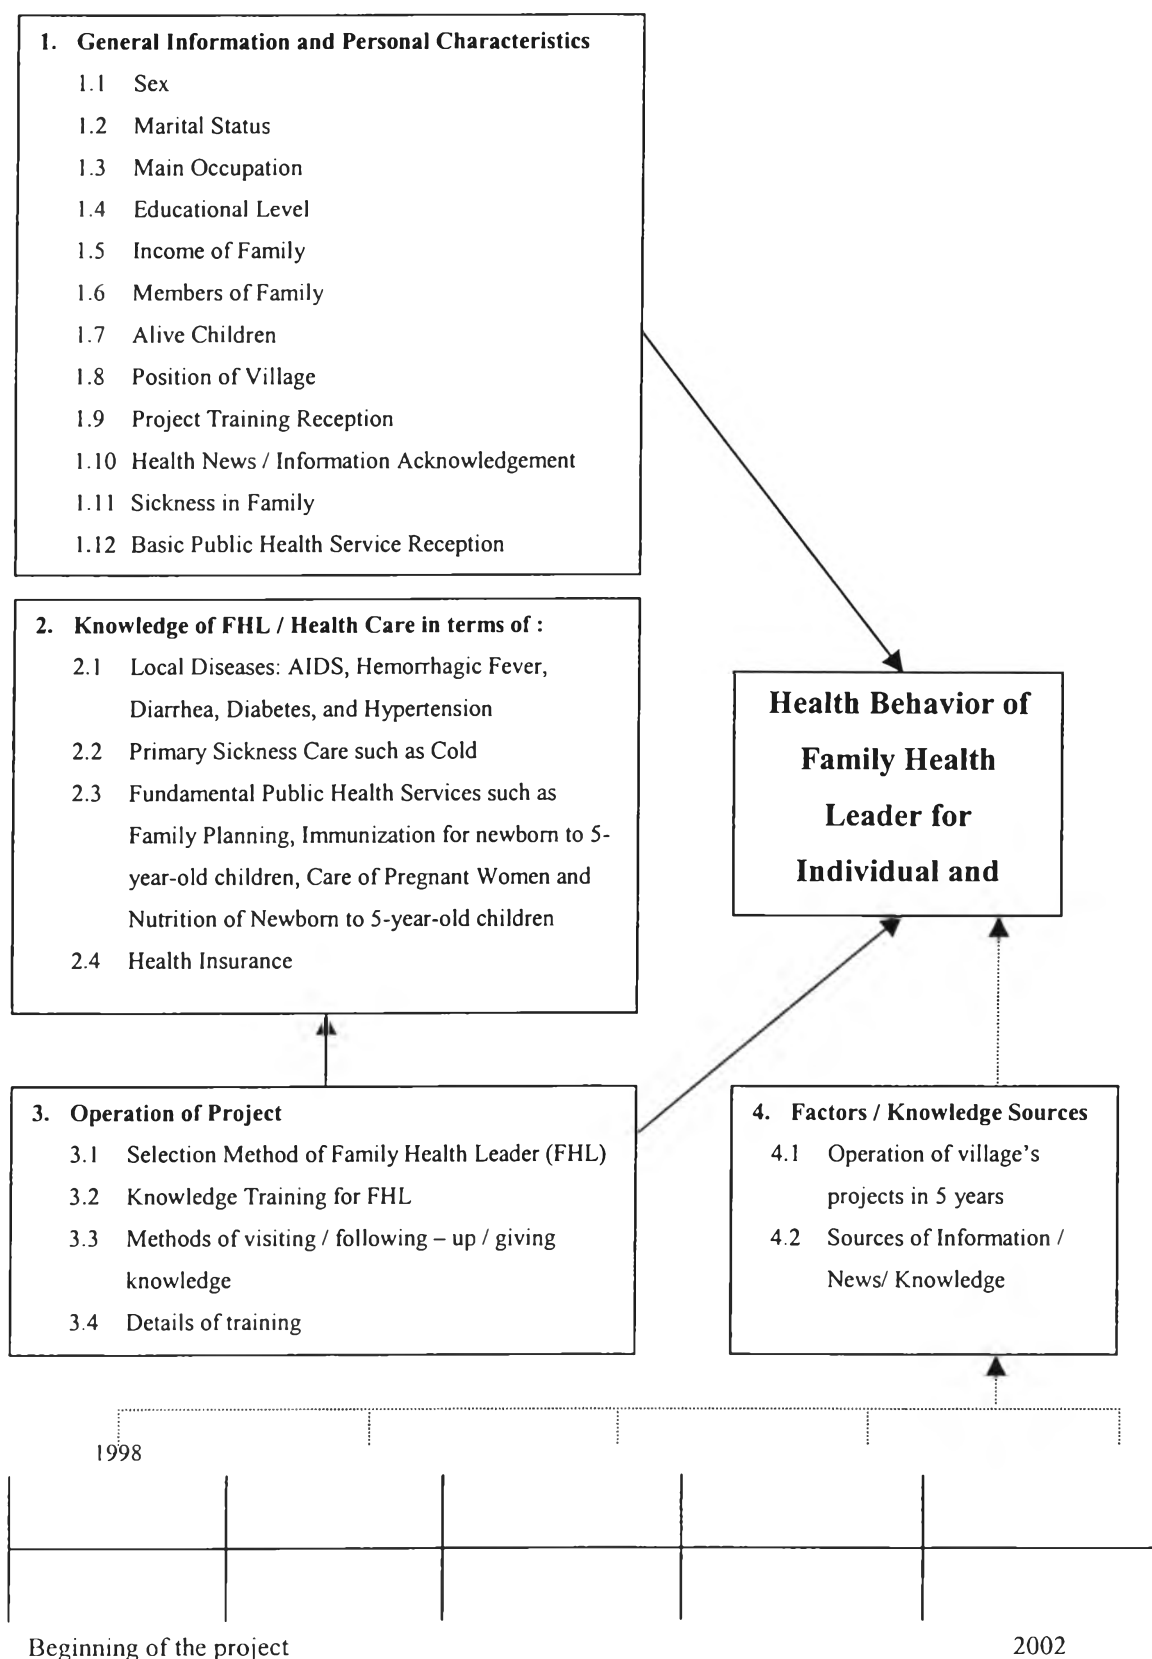 1. General Information and Personal Characteristics
1.1 Sex
1.2 Marital Status
1.3 Main Occupation
1.4 Educational Level
1.5 Income of Family
1.6 Members of Family
1.7 Alive Children
1.8 Position of Village
1.9 Project Training Reception
1.10 Health News / Information Acknowledgement
1.11 Sickness in Family
1.12 Basic Public Health Service Reception
2. Knowledge of FHL / Health Care in terms of :
2.1 Local Diseases: AIDS, Hemorrhagic Fever,
Diarrhea, Diabetes, and Hypertension
2.2 Primary Sickness Care such as Cold
2.3 Fundamental Public Health Services such as
Family Planning, Immunization for newborn to 5-
year-old children, Care of Pregnant Women and
Nutrition of Newborn to 5-year-old children
2.4 Health Insurance
Health Behavior of
Family Health
Leader for
Individual and
3. Operation of Project
3.1 Selection Method of Family Health Leader (FHL)
3.2 Knowledge Training for FHL
3.3 Methods of visiting / following – up / giving
knowledge
3.4 Details of training
4. Factors / Knowledge Sources
4.1 Operation of village's
projects in 5 years
4.2 Sources of Information /
News/ Knowledge
1998
Beginning of the project
2002